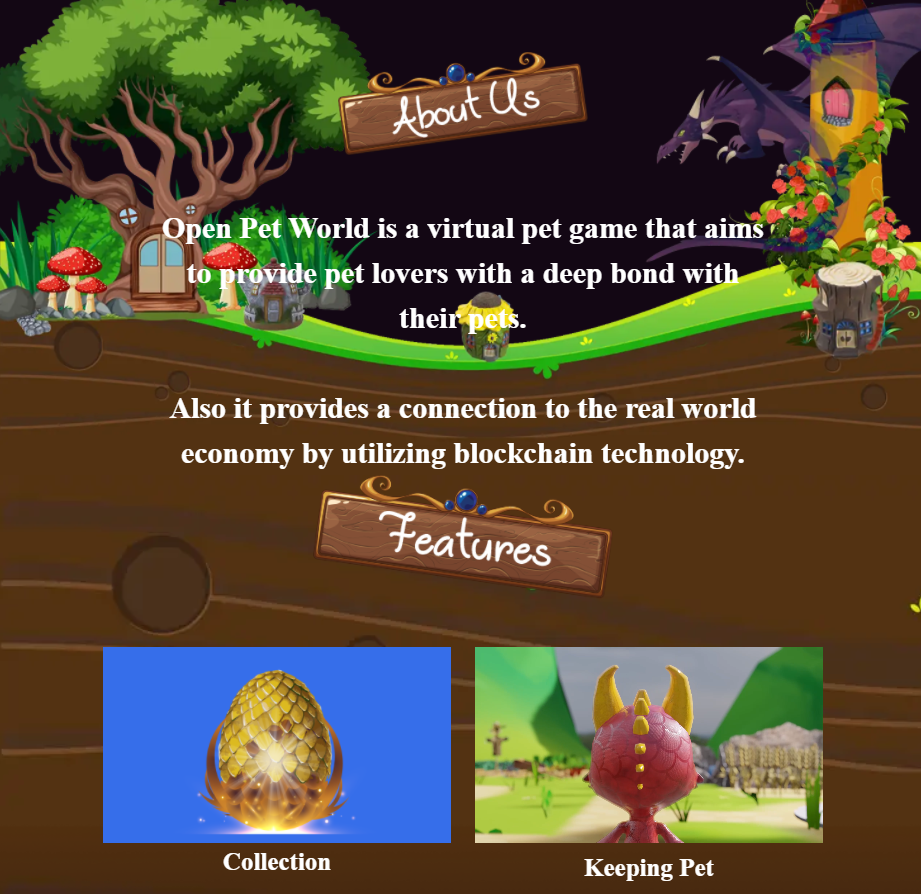 About Us
Open Pet World is a virtual pet game that aims
to provide pet lovers with a deep bond with
their pets.
Also it provides a connection to the real world
economy by utilizing blockchain technology.
Features
Collection
Keeping Pet